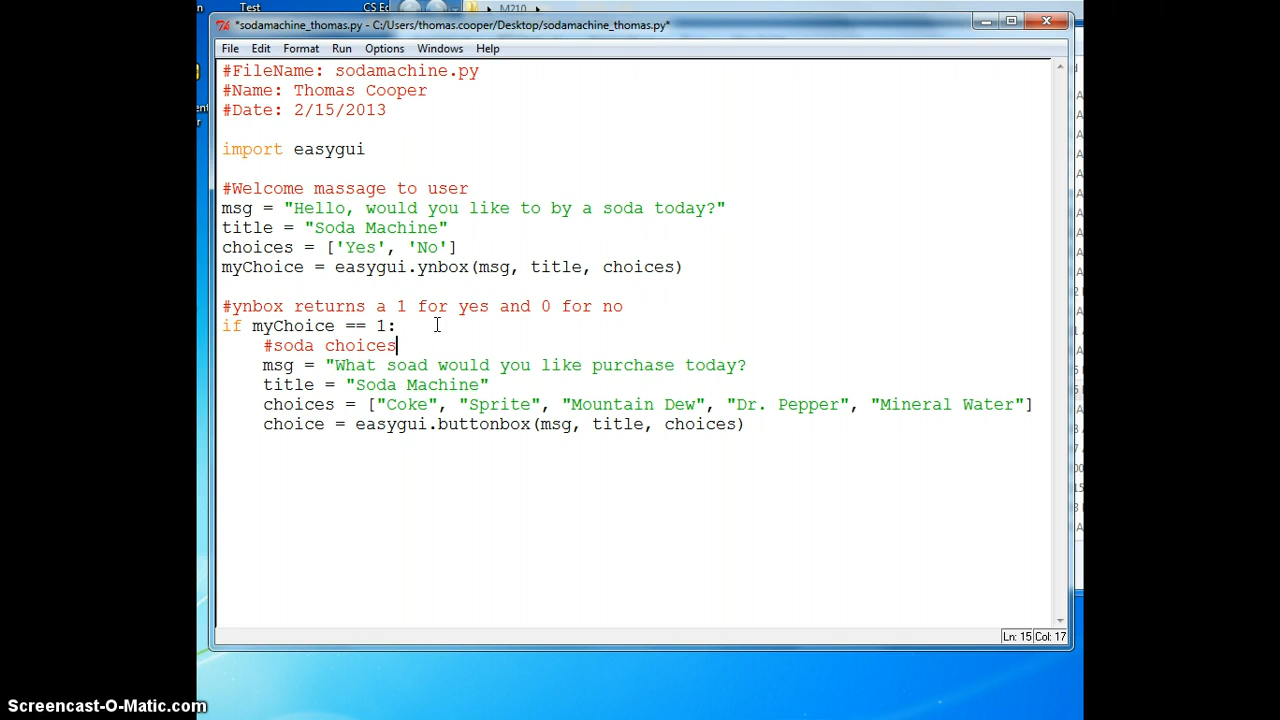 Test
CS Ed
M210
*sodamachine_thomas.py - C:/Users/thomas.cooper/Desktop/sodamachine_thomas.py*
File Edit Format Run Options Windows Help
#FileName: sodamachine.py
#Name: Thomas Cooper
#Date: 2/15/2013
import easygui
#Welcome massage to user
msg = "Hello, would you like to by a soda today?"
title = "Soda Machine"
choices = ['Yes', 'No']
myChoice = easygui.ynbox(msg, title, choices)
#ynbox returns a 1 for yes and 0 for no
if myChoice == 1:
    #soda choices
    msg = "What soad would you like purchase today?
    title = "Soda Machine"
    choices = ["Coke", "Sprite", "Mountain Dew", "Dr. Pepper", "Mineral Water"]
    choice = easygui.buttonbox(msg, title, choices)
Ln: 15 Col: 17
Screencast-O-Matic.com